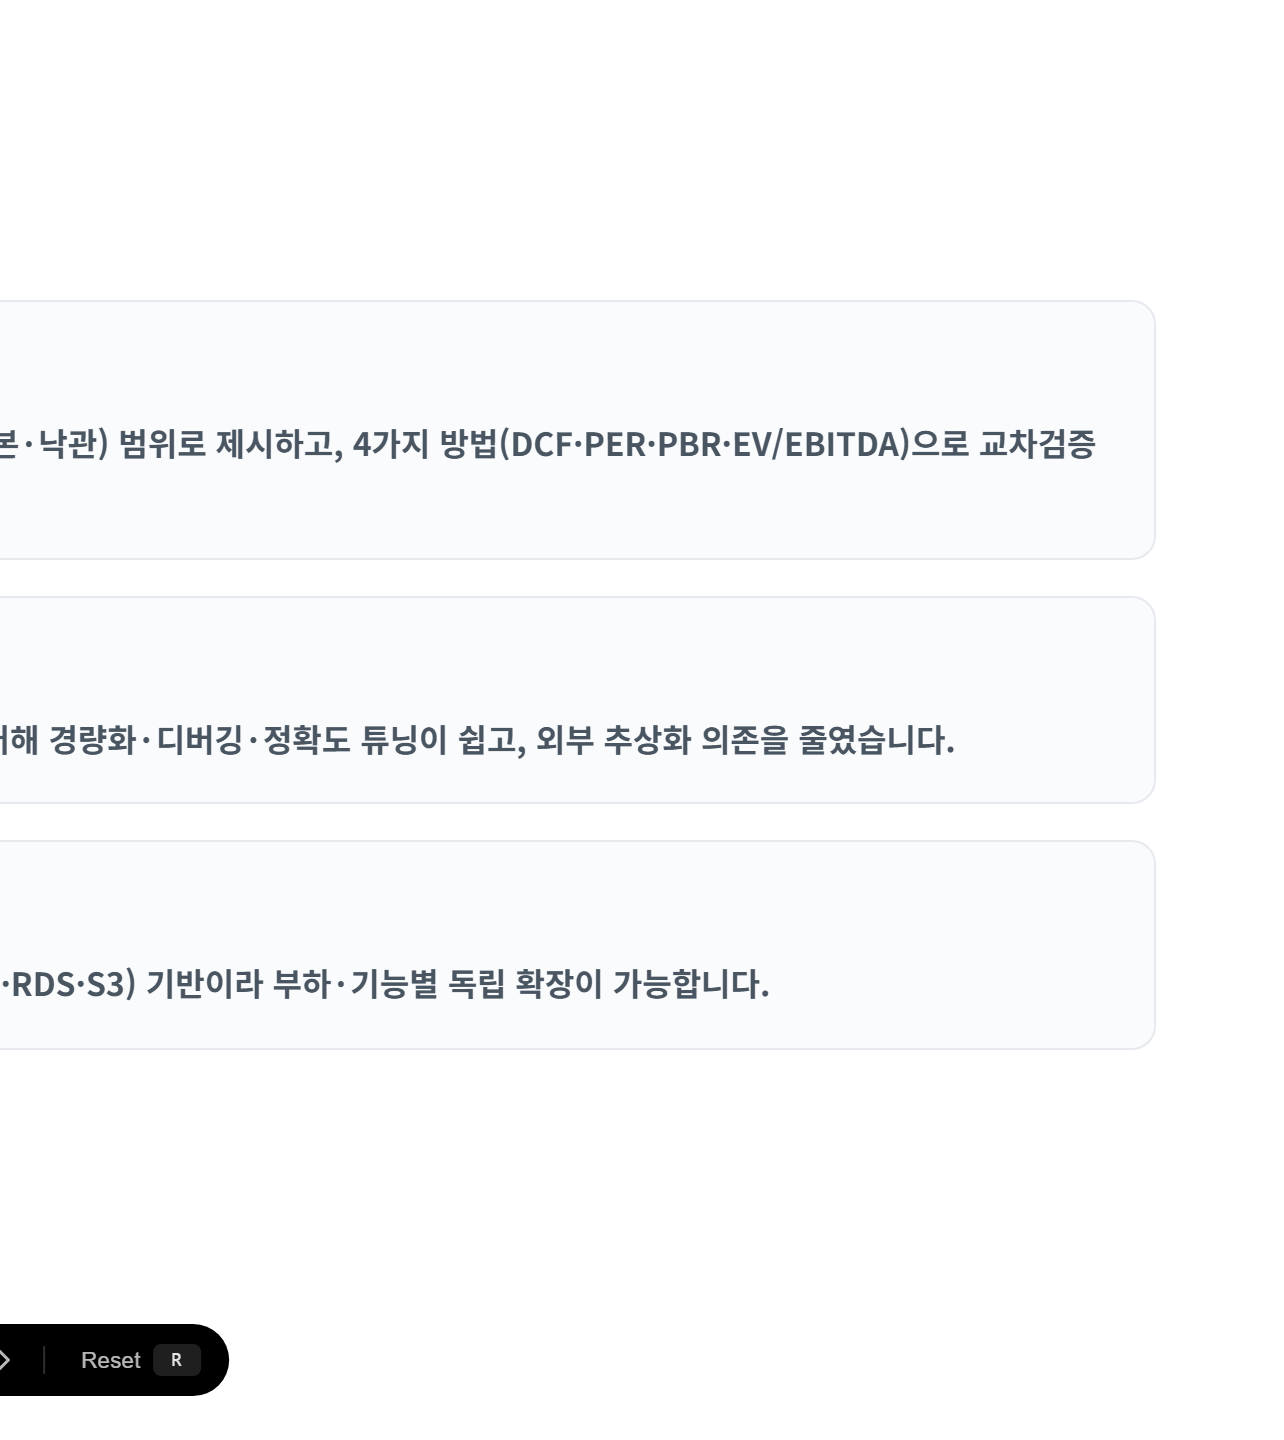 본·낙관) 범위로 제시하고, 4가지 방법(DCF·PER·PBR·EV/EBITDA)으로 교차검증
해 경량화·디버깅·정확도 튜닝이 쉽고, 외부 추상화 의존을 줄였습니다.
·RDS·S3) 기반이라 부하·기능별 독립 확장이 가능합니다.
Reset R